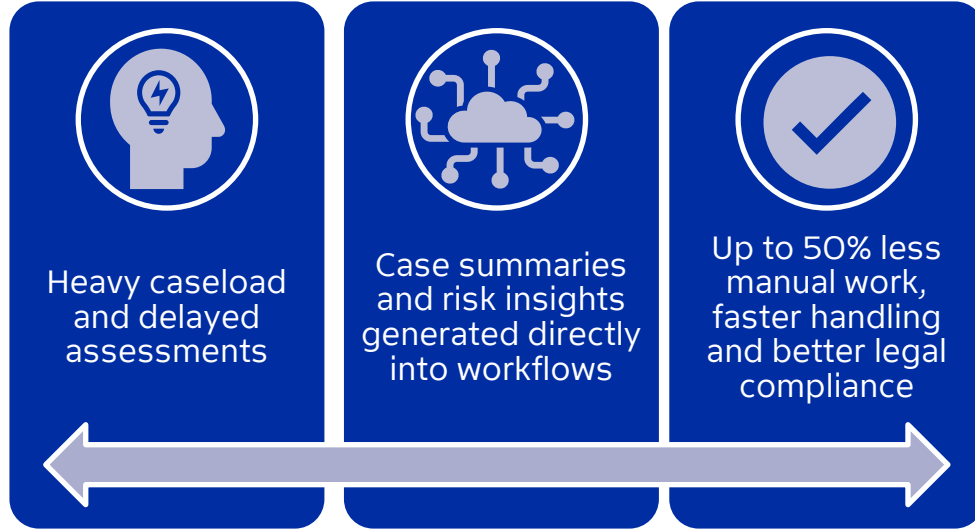 Heavy caseload
and delayed
assessments
Case summaries
and risk insights
generated directly
into workflows
Up to 50% less
manual work,
faster handling
and better legal
compliance